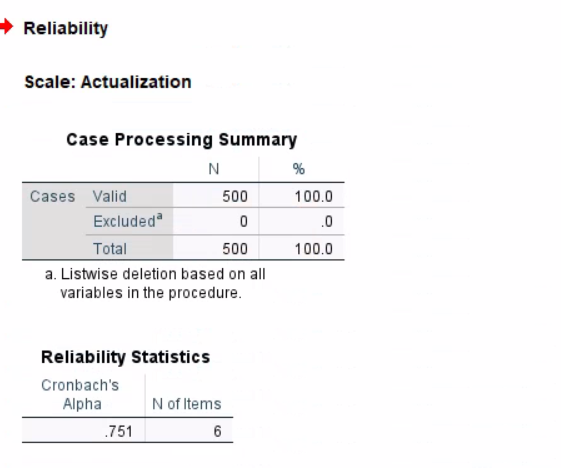 Reliability
Scale: Actualization
Case Processing Summary
N %
Cases Valid 500 100.0
Excludedª 0 .0
Total 500 100.0
a. Listwise deletion based on all
variables in the procedure.
Reliability Statistics
Cronbach's
Alpha N of Items
.751 6